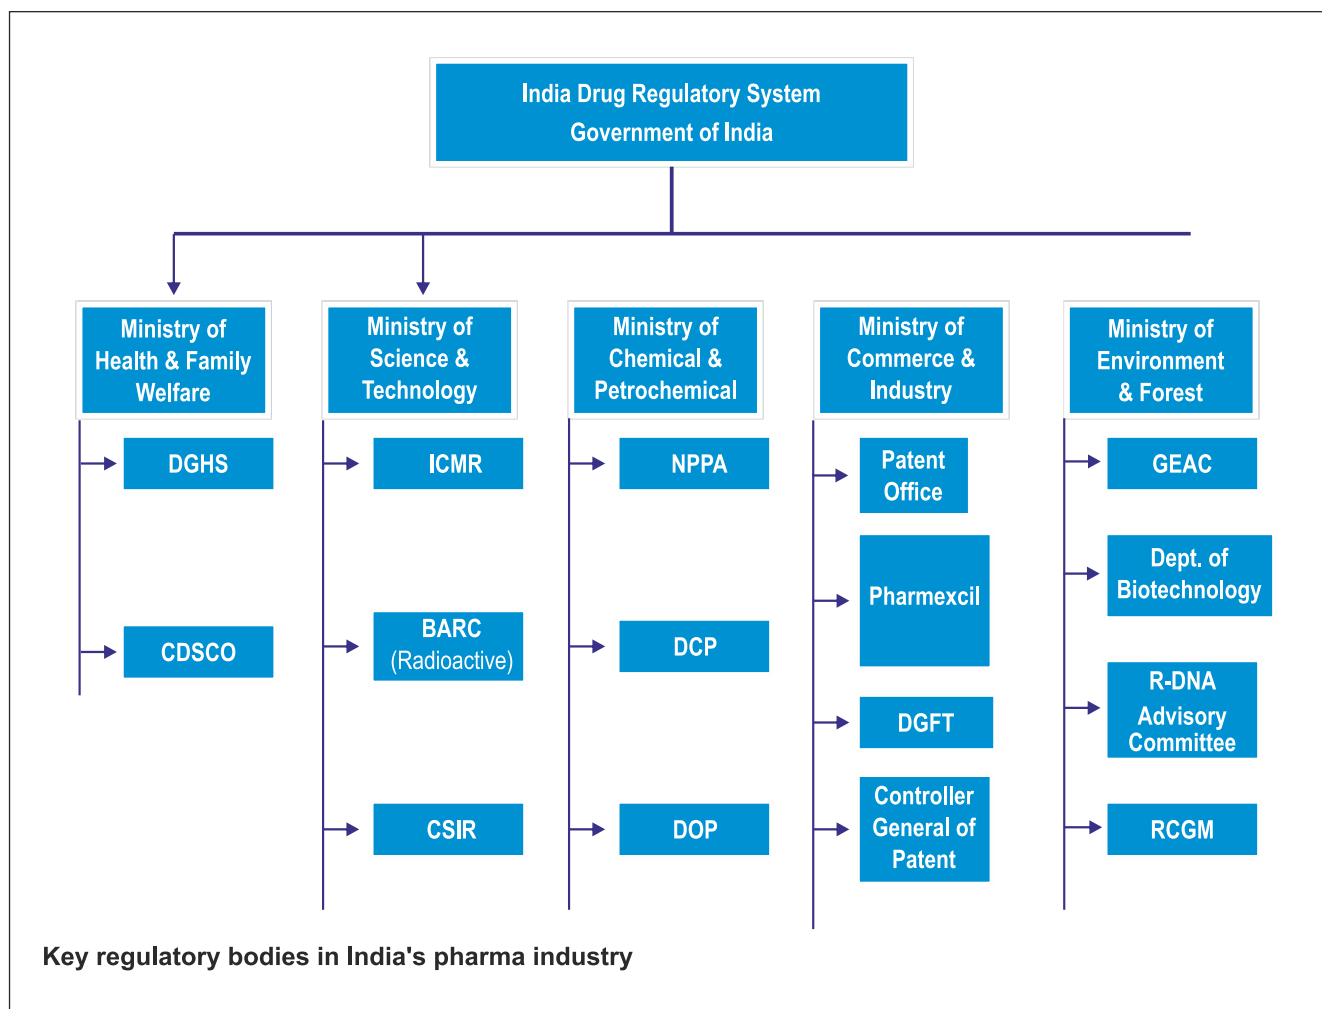 India Drug Regulatory System
Government of India
Ministry of
Health & Family
Welfare
DGHS
CDSCO
Ministry of
Science &
Technology
ICMR
BARC
(Radioactive)
CSIR
Ministry of
Chemical &
Petrochemical
NPPA
DCP
DOP
Ministry of
Commerce &
Industry
Patent
Office
Pharmexcil
DGFT
Controller
General of
Patent
Ministry of
Environment
& Forest
GEAC
Dept. of
Biotechnology
R-DNA
Advisory
Committee
RCGM
Key regulatory bodies in India's pharma industry